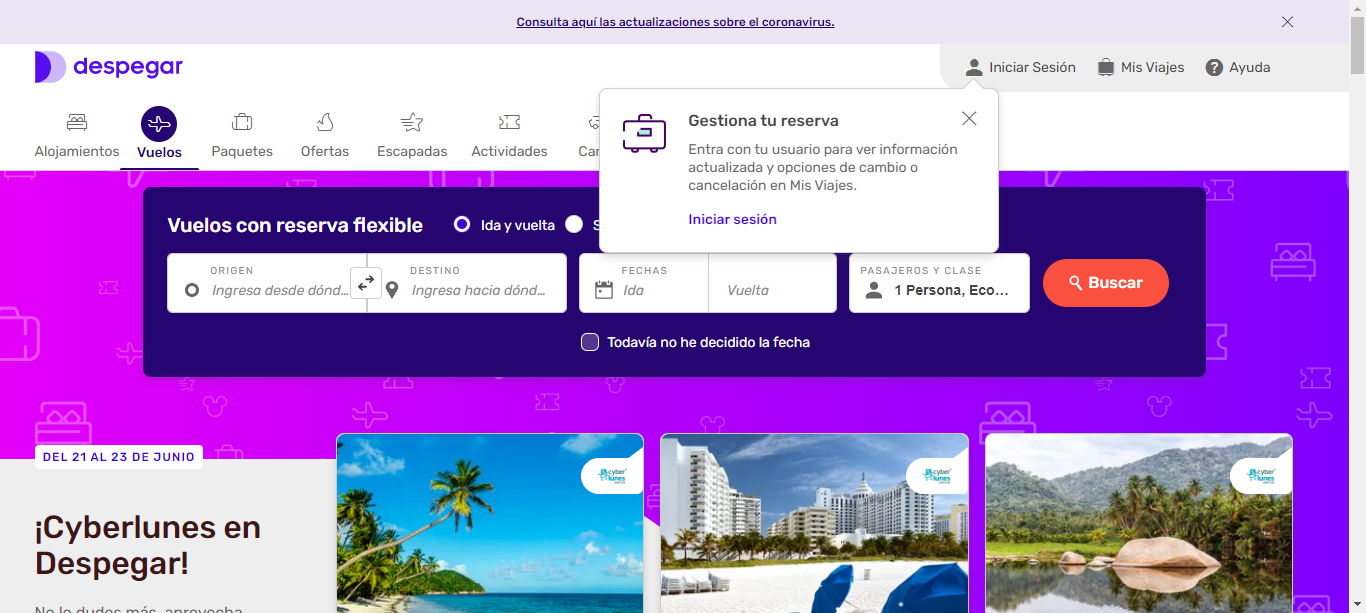 Consulta aquí las actualizaciones sobre el coronavirus.
despegar
Iniciar Sesión
Mis Viajes
Ayuda
Alojamientos
Vuelos
Paquetes
Ofertas
Escapadas
Actividades
Gestiona tu reserva
Entra con tu usuario para ver información
actualizada y opciones de cambio o
cancelación en Mis Viajes.
Iniciar sesión
Vuelos con reserva flexible
Ida y vuelta
ORIGEN
Ingresa desde dónd...
DESTINO
Ingresa hacia dónd...
FECHAS
Ida
Vuelta
PASAJEROS Y CLASE
1 Persona, Eco...
Buscar
Todavía no he decidido la fecha
DEL 21 AL 23 DE JUNIO
cyber
lunes
cyber
lunes
cyber
lunes
¡Cyberlunes en
Despegar!
No lo dudes más, aprovecha